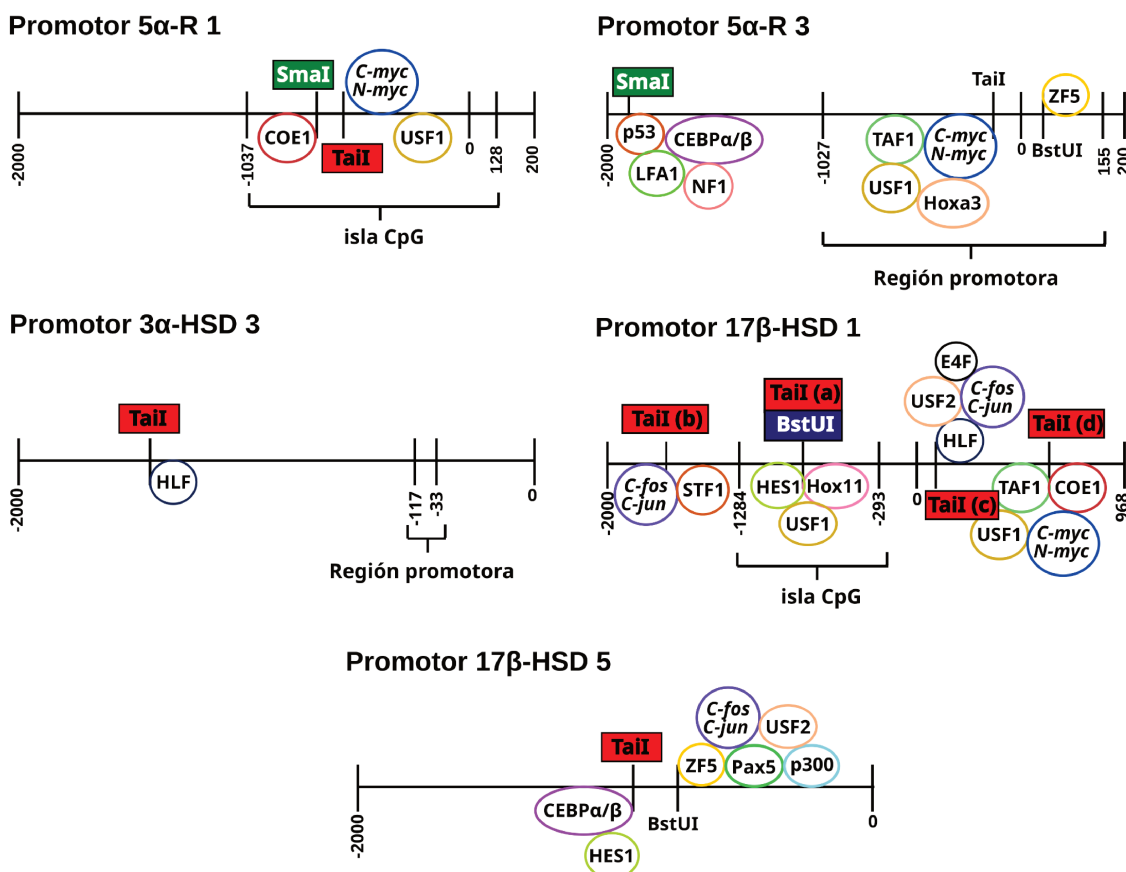 Promotor 5α-R 1
SmaI
C-myc
N-myc
COE1
USF1
TaiI
-2000
-1037
0
128
200
isla CpG
Promotor 5α-R 3
SmaI
TaiI
ZF5
p53
CEBPα/β
LFA1
NF1
TAF1
C-myc
N-myc
USF1
Hoxa3
BstUI
-2000
-1027
0
155
200
Región promotora
Promotor 3α-HSD 3
TaiI
HLF
-2000
-117
-33
0
Región promotora
Promotor 17β-HSD 1
E4F
USF2
C-fos
C-jun
HLF
TaiI (a)
BstUI
TaiI (b)
TaiI (d)
C-fos
C-jun
STF1
HES1
Hox11
USF1
TaiI (c)
TAF1
COE1
USF1
C-myc
N-myc
-2000
-1284
-293
0
968
isla CpG
Promotor 17β-HSD 5
C-fos
C-jun
USF2
TaiI
ZF5
Pax5
p300
CEBPα/β
BstUI
HES1
-2000
0